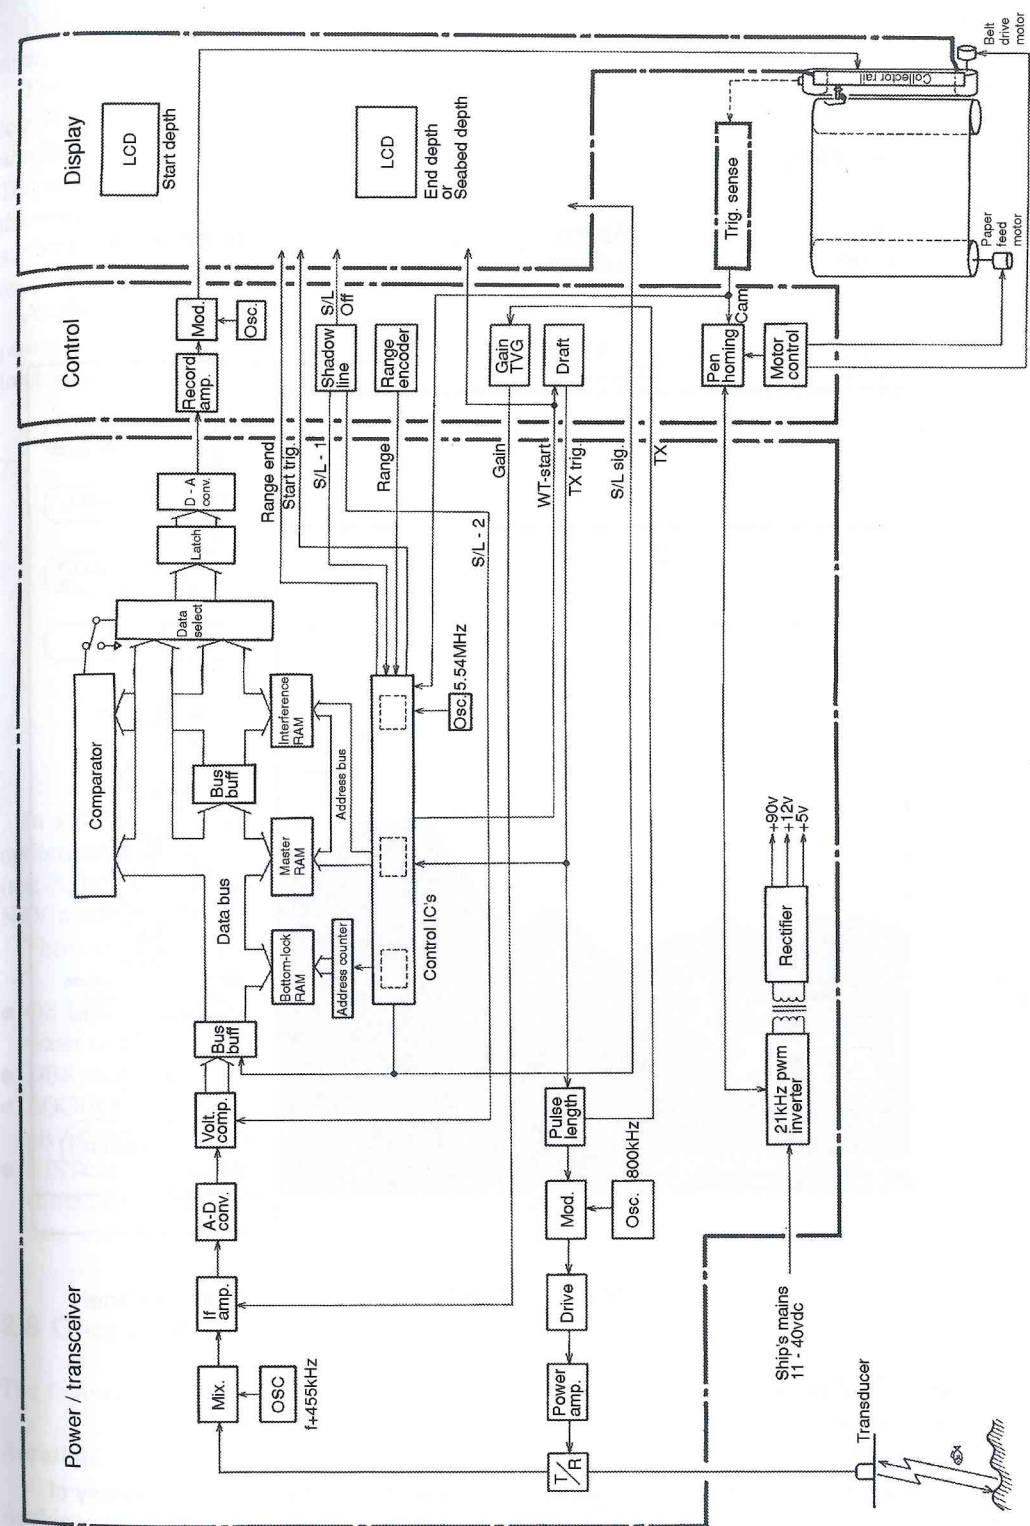 Power / transceiver
Control
Display
LCD
Start depth
LCD
End depth
or
Seabed depth
Comparator
Data
select
Latch
D - A
conv.
Record
amp.
Mod.
Osc.
Data bus
Bus
buff
Bus
buff
Bottom-lock
RAM
Master
RAM
Interference
RAM
Address counter
Address bus
Control IC's
Osc.
5.54MHz
Range end
Start trig.
S/L - 1
Range
S/L - 2
Shadow
line
S/L
Off
Range
encoder
Gain
TVG
Draft
Gain
WT-start
TX trig.
S/L sig.
TX
Mix.
OSC
f+455kHz
If
amp.
A-D
conv.
Volt.
comp.
T/R
Power
amp.
Drive
Mod.
Osc.
800kHz
Pulse
length
Transducer
Ship's mains
11 - 40vdc
21kHz pwm
inverter
Rectifier
+90v
+12v
+5v
Pen
homing
Motor
control
Cam
Trig. sense
Collector rail
Belt
drive
motor
Paper
feed
motor